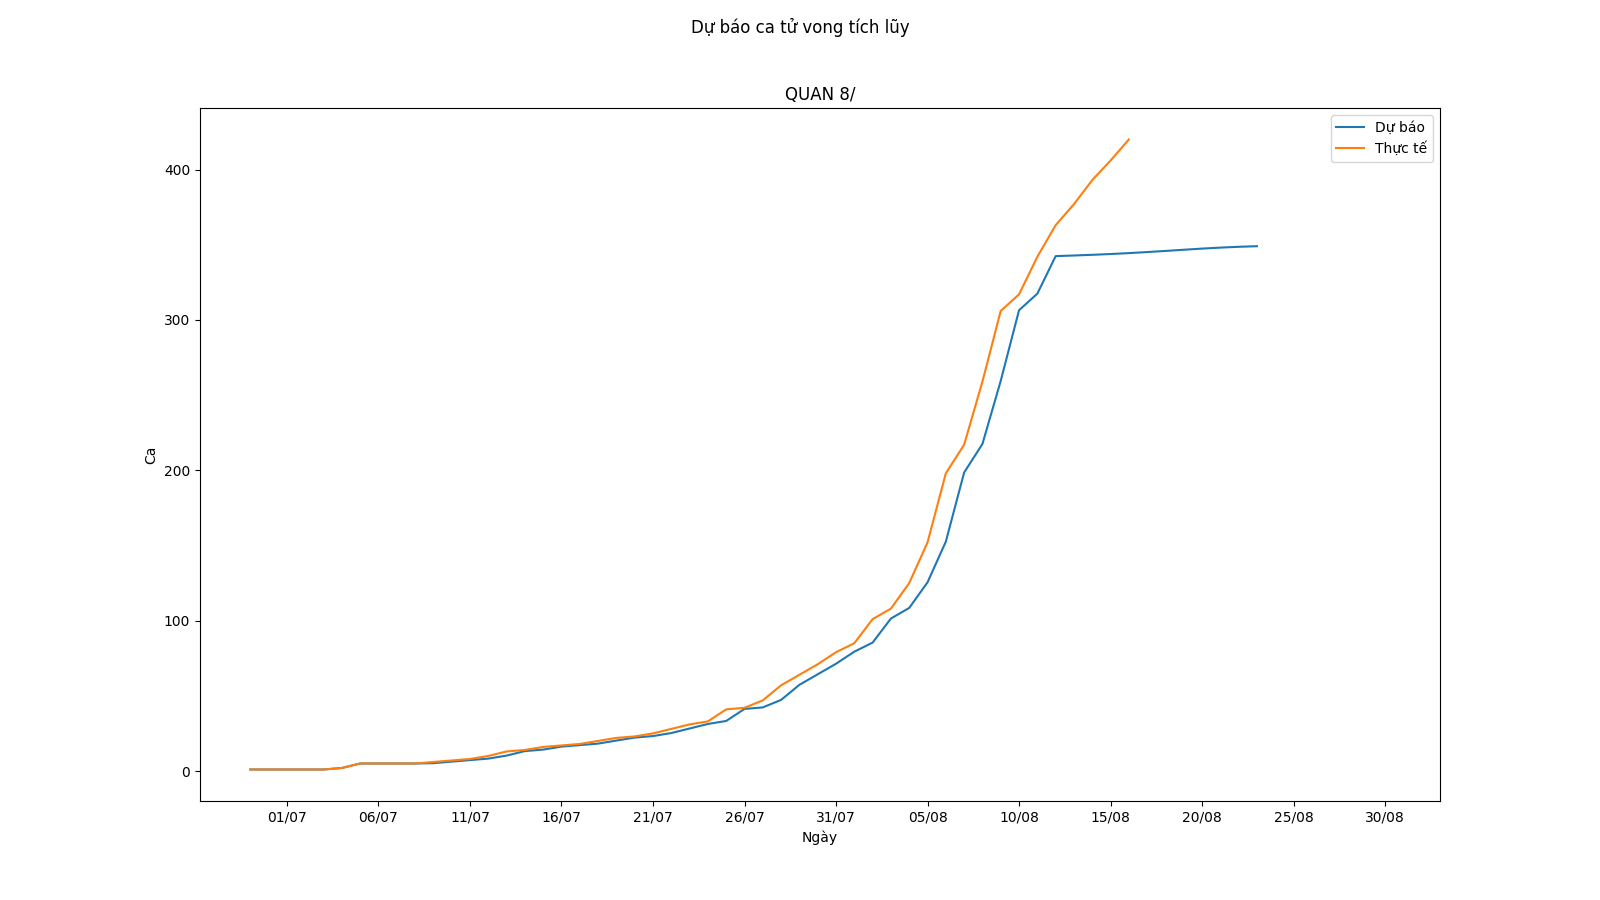 Dự báo ca tử vong tích lũy
QUAN 8/
Dự báo
Thực tế
400
300
200
100
0
Ca
01/07 06/07 11/07 16/07 21/07 26/07 31/07 05/08 10/08 15/08 20/08 25/08 30/08
Ngày